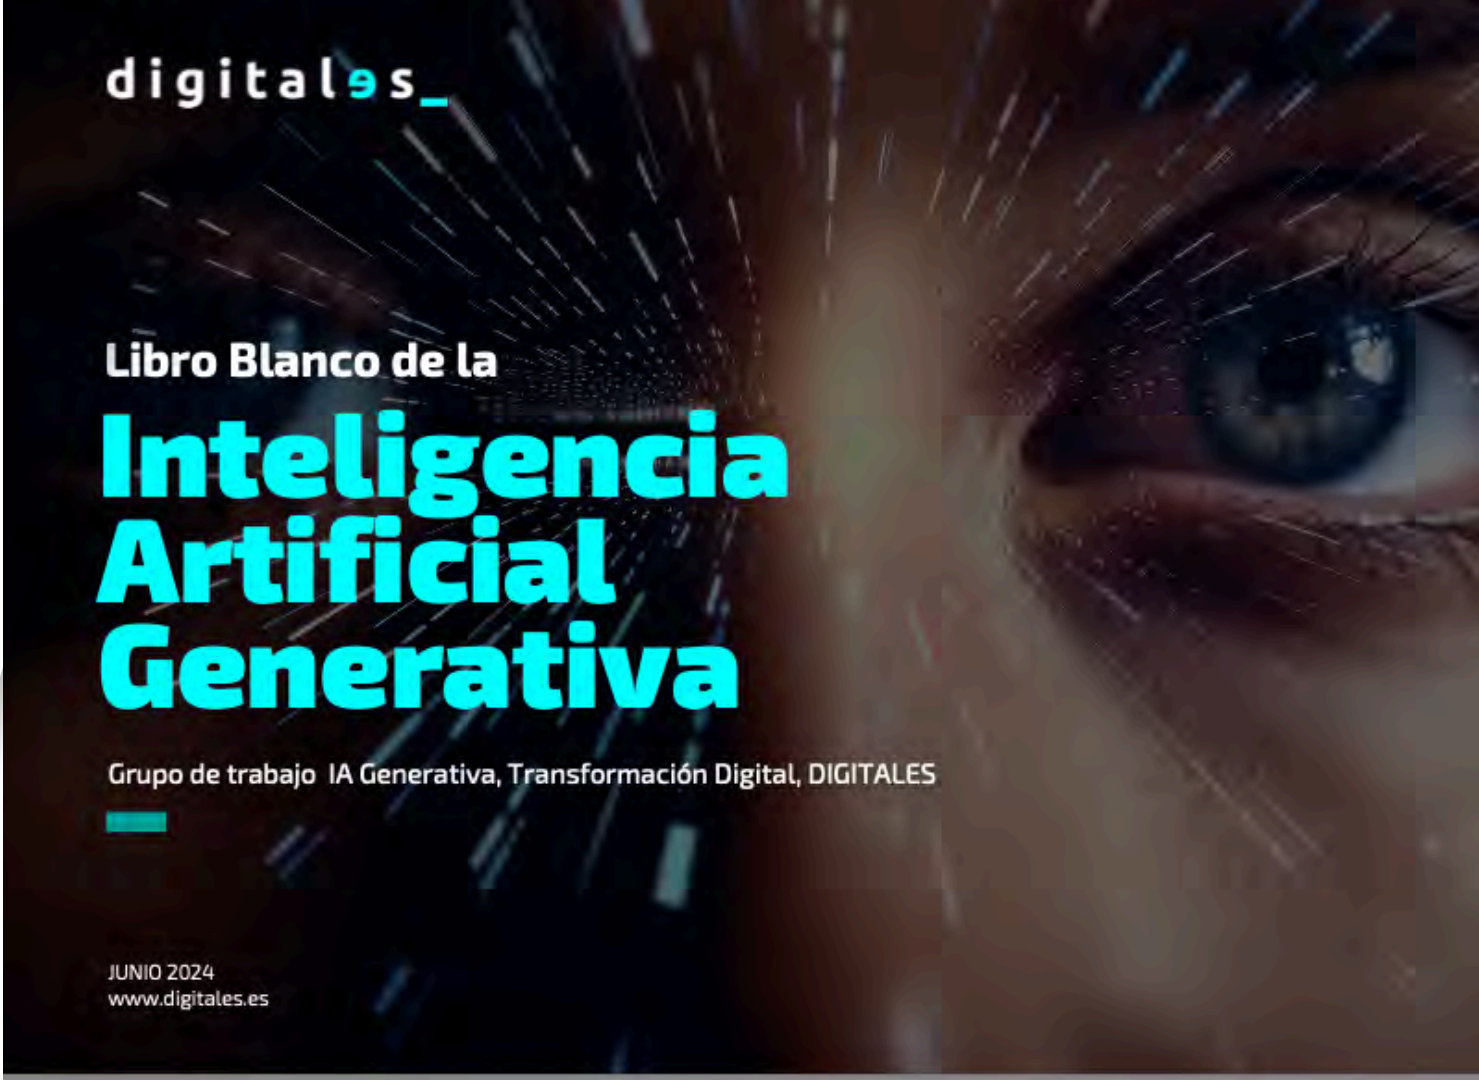 digitales_
Libro Blanco de la
Inteligencia
Artificial
Generativa
Grupo de trabajo IA Generativa, Transformación Digital, DIGITALES
JUNIO 2024
www.digitales.es